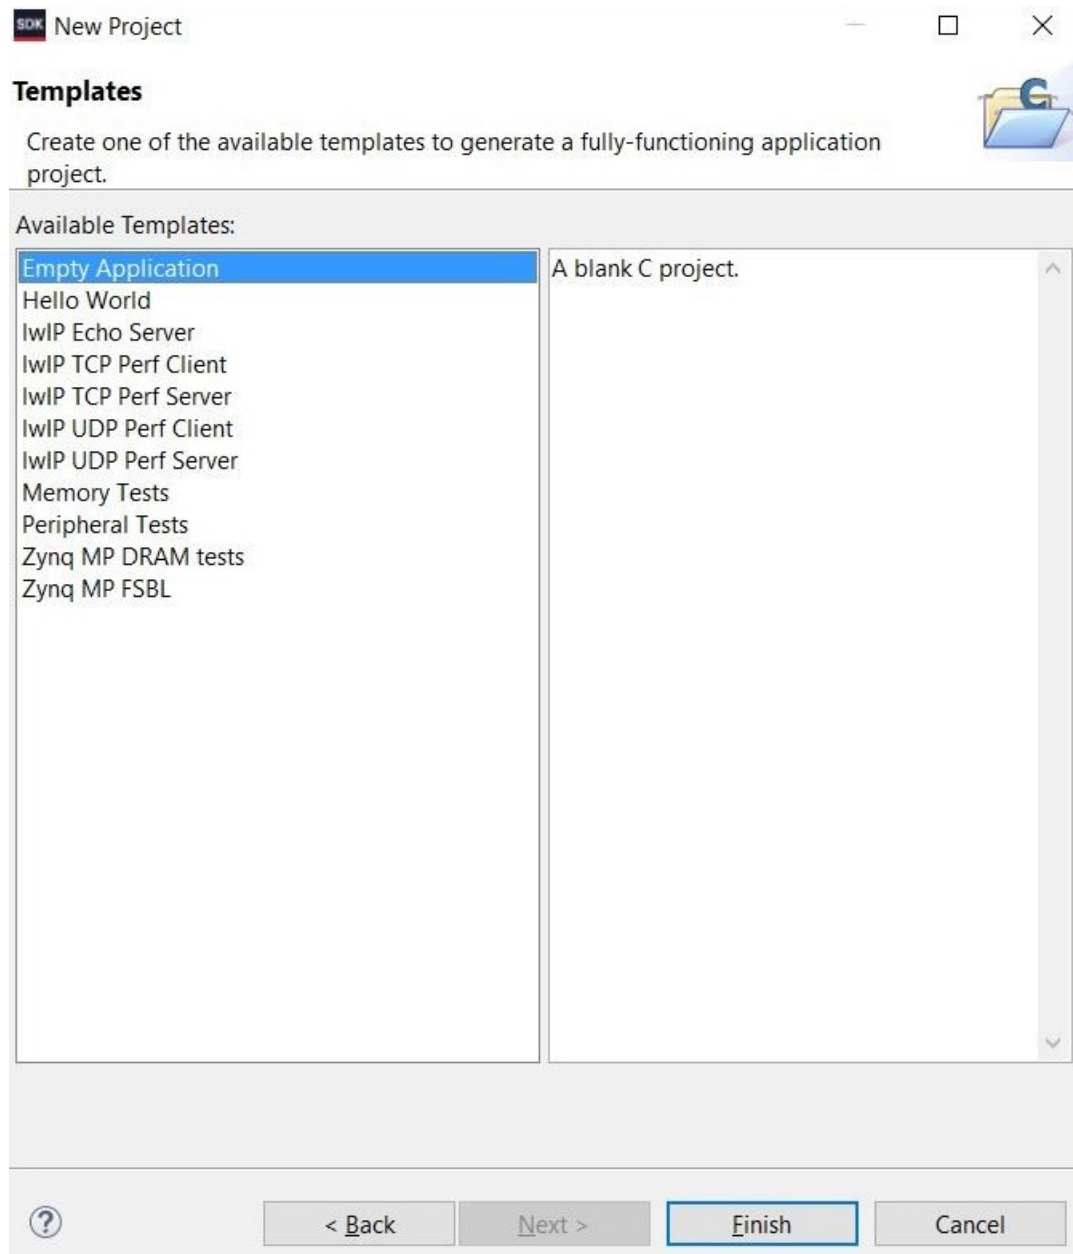 SDK New Project
Templates
Create one of the available templates to generate a fully-functioning application
project.
Available Templates:
Empty Application
Hello World
lwIP Echo Server
lwIP TCP Perf Client
lwIP TCP Perf Server
lwIP UDP Perf Client
lwIP UDP Perf Server
Memory Tests
Peripheral Tests
Zynq MP DRAM tests
Zynq MP FSBL
A blank C project.
< Back
Next >
Finish
Cancel